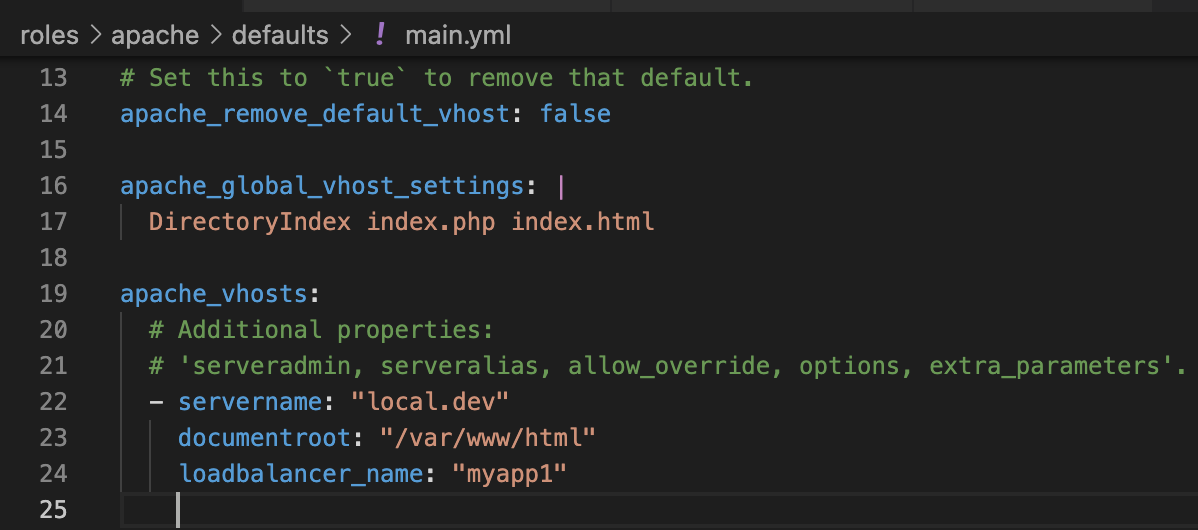 roles > apache > defaults > ! main.yml
13 # Set this to `true` to remove that default.
14 apache_remove_default_vhost: false
15
16 apache_global_vhost_settings: |
17   DirectoryIndex index.php index.html
18
19 apache_vhosts:
20   # Additional properties:
21   # 'serveradmin, serveralias, allow_override, options, extra_parameters'.
22   - servername: "local.dev"
23     documentroot: "/var/www/html"
24     loadbalancer_name: "myapp1"
25